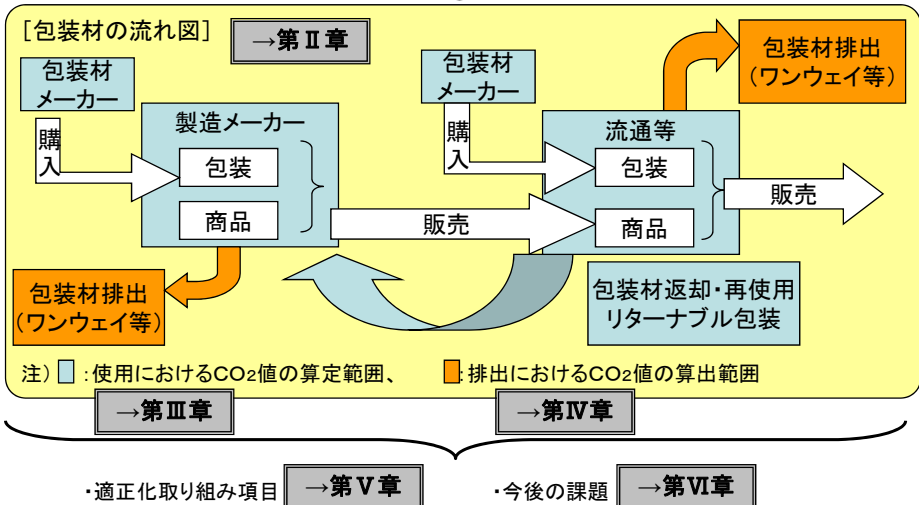 [包装材の流れ図]
→第Ⅱ章
包装材
メーカー
購
入
製造メーカー
包装
商品
販売
包装材排出
(ワンウェイ等)
包装材
メーカー
購
入
流通等
包装
商品
販売
包装材排出
(ワンウェイ等)
包装材返却・再使用
リターナブル包装
注) :使用におけるCO2値の算定範囲、 :排出におけるCO2値の算出範囲
→第Ⅲ章
→第Ⅳ章
・適正化取り組み項目 →第Ⅴ章
・今後の課題 →第Ⅵ章